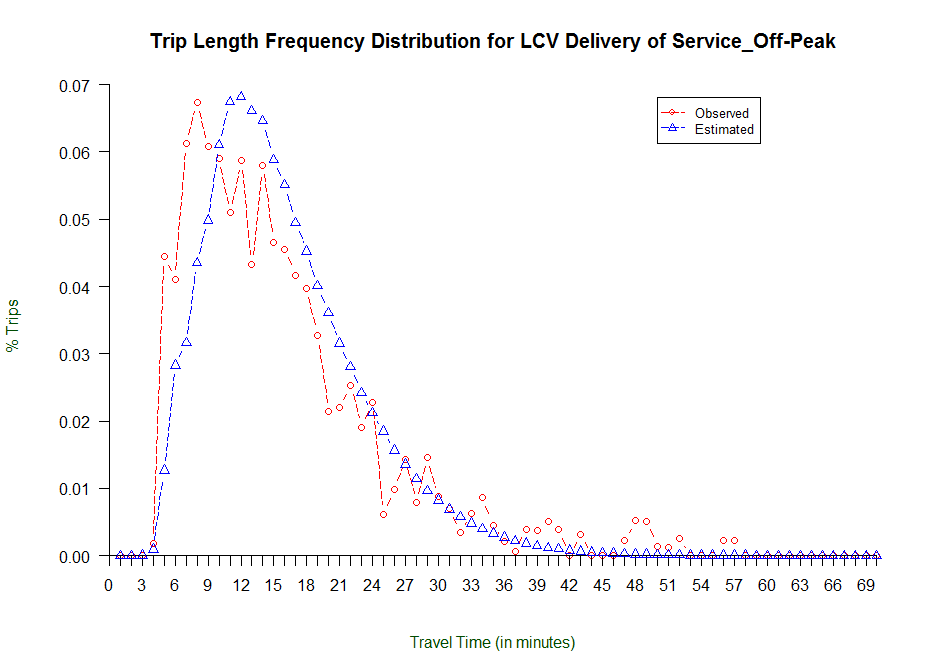 Trip Length Frequency Distribution for LCV Delivery of Service_Off-Peak
0.07
0.06
0.05
0.04
0.03
0.02
0.01
0.00
% Trips
Observed
Estimated
0 3 6 9 12 15 18 21 24 27 30 33 36 39 42 45 48 51 54 57 60 63 66 69
Travel Time (in minutes)